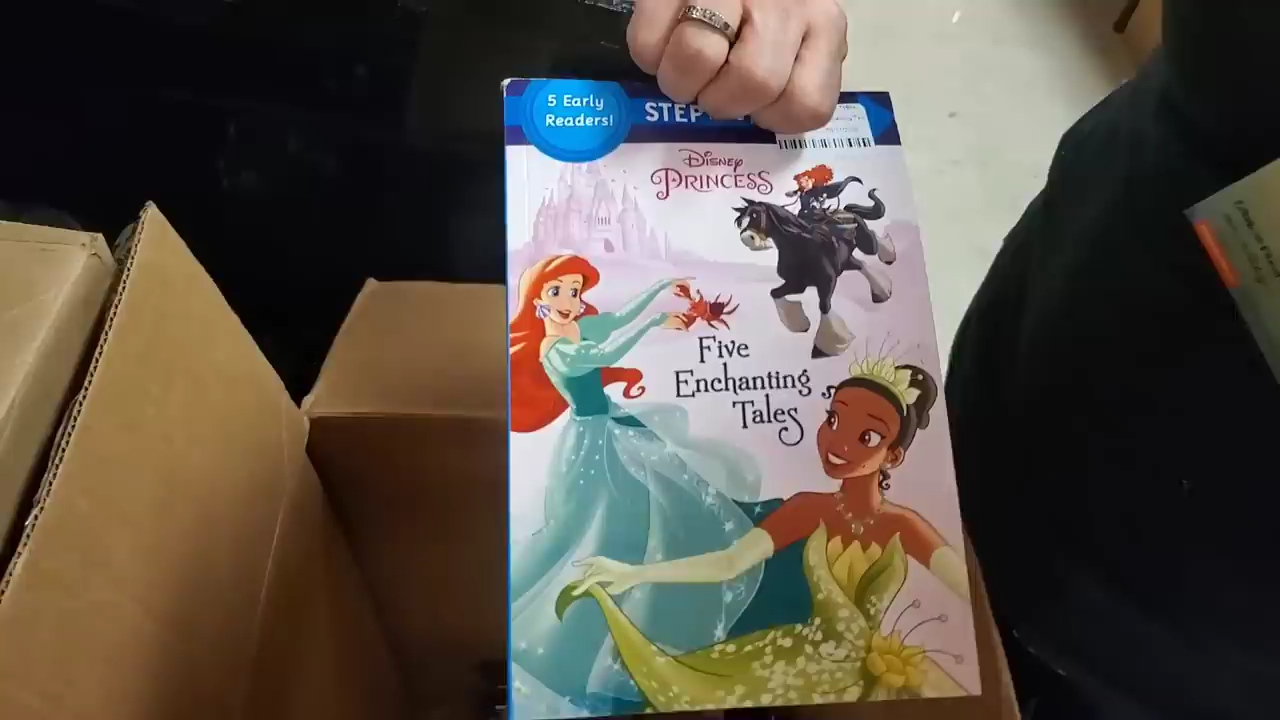 5 Early
Readers!
STEP
Disney
PRINCESS
Five
Enchanting
Tales